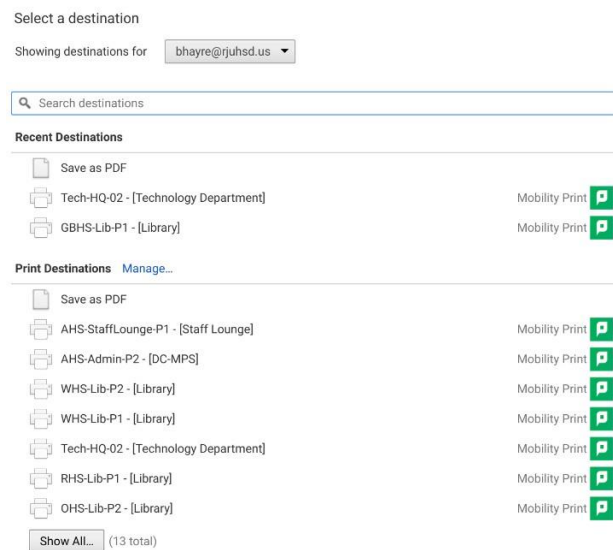 Select a destination
Showing destinations for bhayre@rjuhsd.us
Search destinations
Recent Destinations
Save as PDF
Tech-HQ-02 - [Technology Department] Mobility Print
GBHS-Lib-P1 - [Library] Mobility Print
Print Destinations Manage...
Save as PDF
AHS-StaffLounge-P1 - [Staff Lounge] Mobility Print
AHS-Admin-P2 - [DC-MPS] Mobility Print
WHS-Lib-P2 - [Library] Mobility Print
WHS-Lib-P1 - [Library] Mobility Print
Tech-HQ-02 - [Technology Department] Mobility Print
RHS-Lib-P1 - [Library] Mobility Print
OHS-Lib-P2 - [Library] Mobility Print
Show All... (13 total)